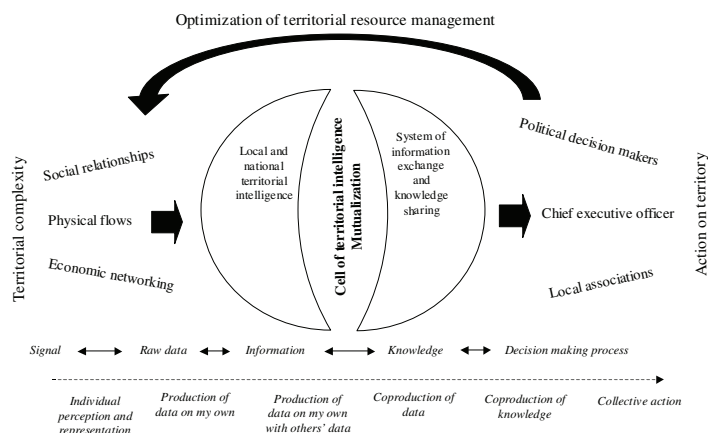 Optimization of territorial resource management
Territorial complexity
Social relationships
Physical flows
Economic networking
Local and
national
territorial
intelligence
Cell of territorial intelligence
Mutualization
System of
information
exchange
and
knowledge
sharing
Political decision makers
Chief executive officer
Local associations
Action on territory
Signal
Raw data
Information
Knowledge
Decision making process
Individual
perception and
representation
Production of
data on my own
Production of
data on my own
with others' data
Coproduction of
data
Coproduction of
knowledge
Collective action